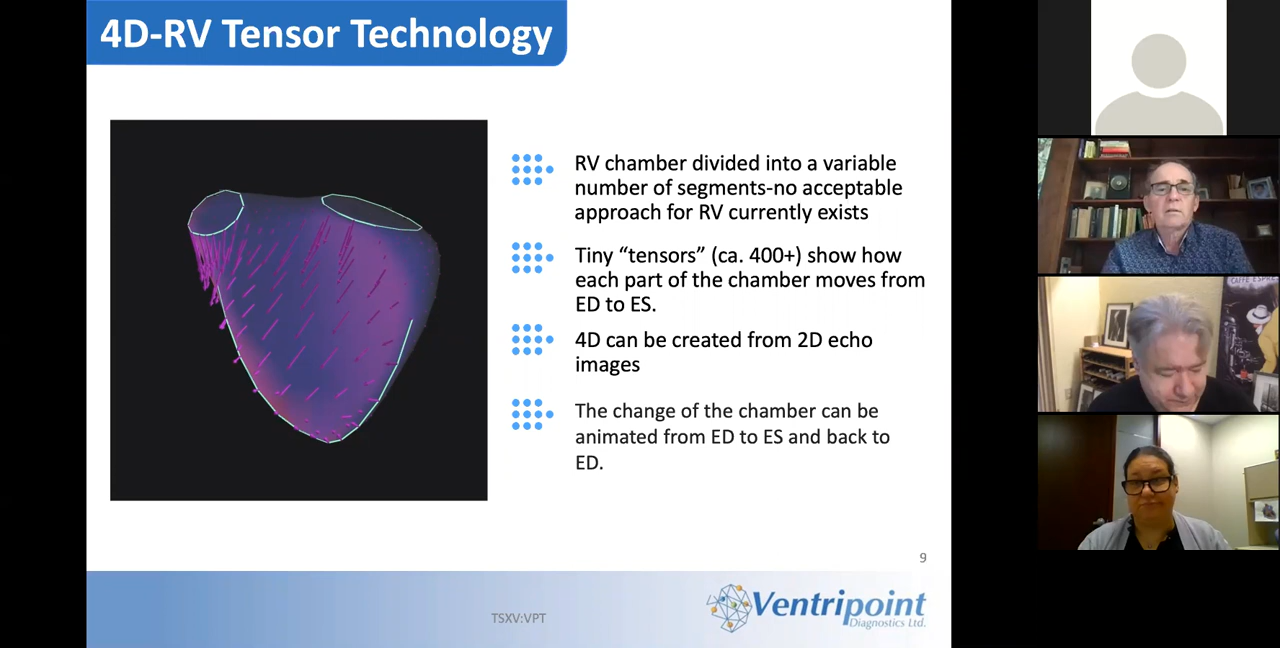 4D-RV Tensor Technology
RV chamber divided into a variable
number of segments-no acceptable
approach for RV currently exists
Tiny “tensors” (ca. 400+) show how
each part of the chamber moves from
ED to ES.
4D can be created from 2D echo
images
The change of the chamber can be
animated from ED to ES and back to
ED.
9
TSXV:VPT
Ventripoint
Diagnostics Ltd.
CAFFÈ ESPRE